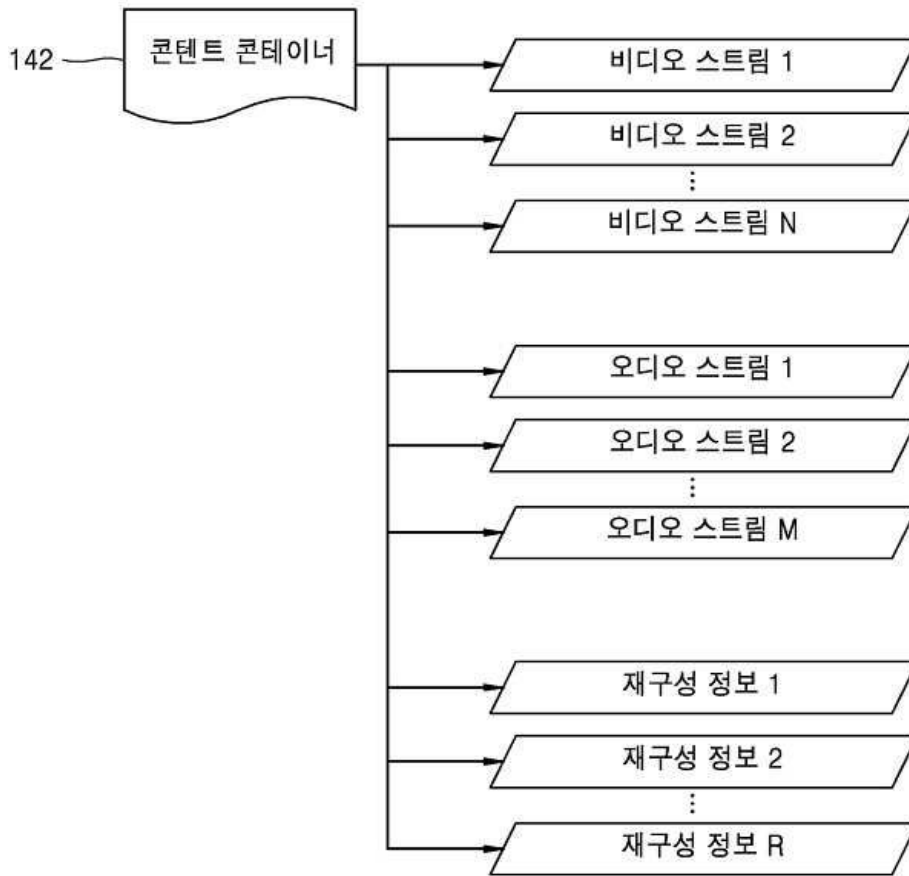 142
콘텐트 콘테이너
비디오 스트림 1
비디오 스트림 2
⋮
비디오 스트림 N
오디오 스트림 1
오디오 스트림 2
⋮
오디오 스트림 M
재구성 정보 1
재구성 정보 2
⋮
재구성 정보 R